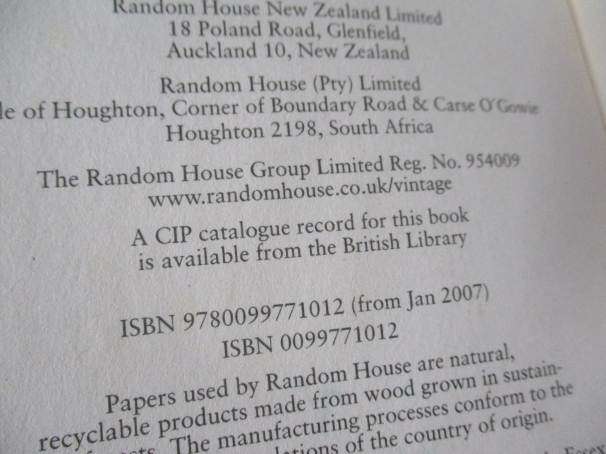 Random House New Zealand Limited
18 Poland Road, Glenfield,
Auckland 10, New Zealand
Random House (Pty) Limited
of Houghton, Corner of Boundary Road & Carse O'Gowie
Houghton 2198, South Africa
The Random House Group Limited Reg. No. 954009
www.randomhouse.co.uk/vintage
A CIP catalogue record for this book
is available from the British Library
ISBN 9780099771012 (from Jan 2007)
ISBN 0099771012
Papers used by Random House are natural,
recyclable products made from wood grown in sustain-
The manufacturing processes conform to the
of the country of origin.